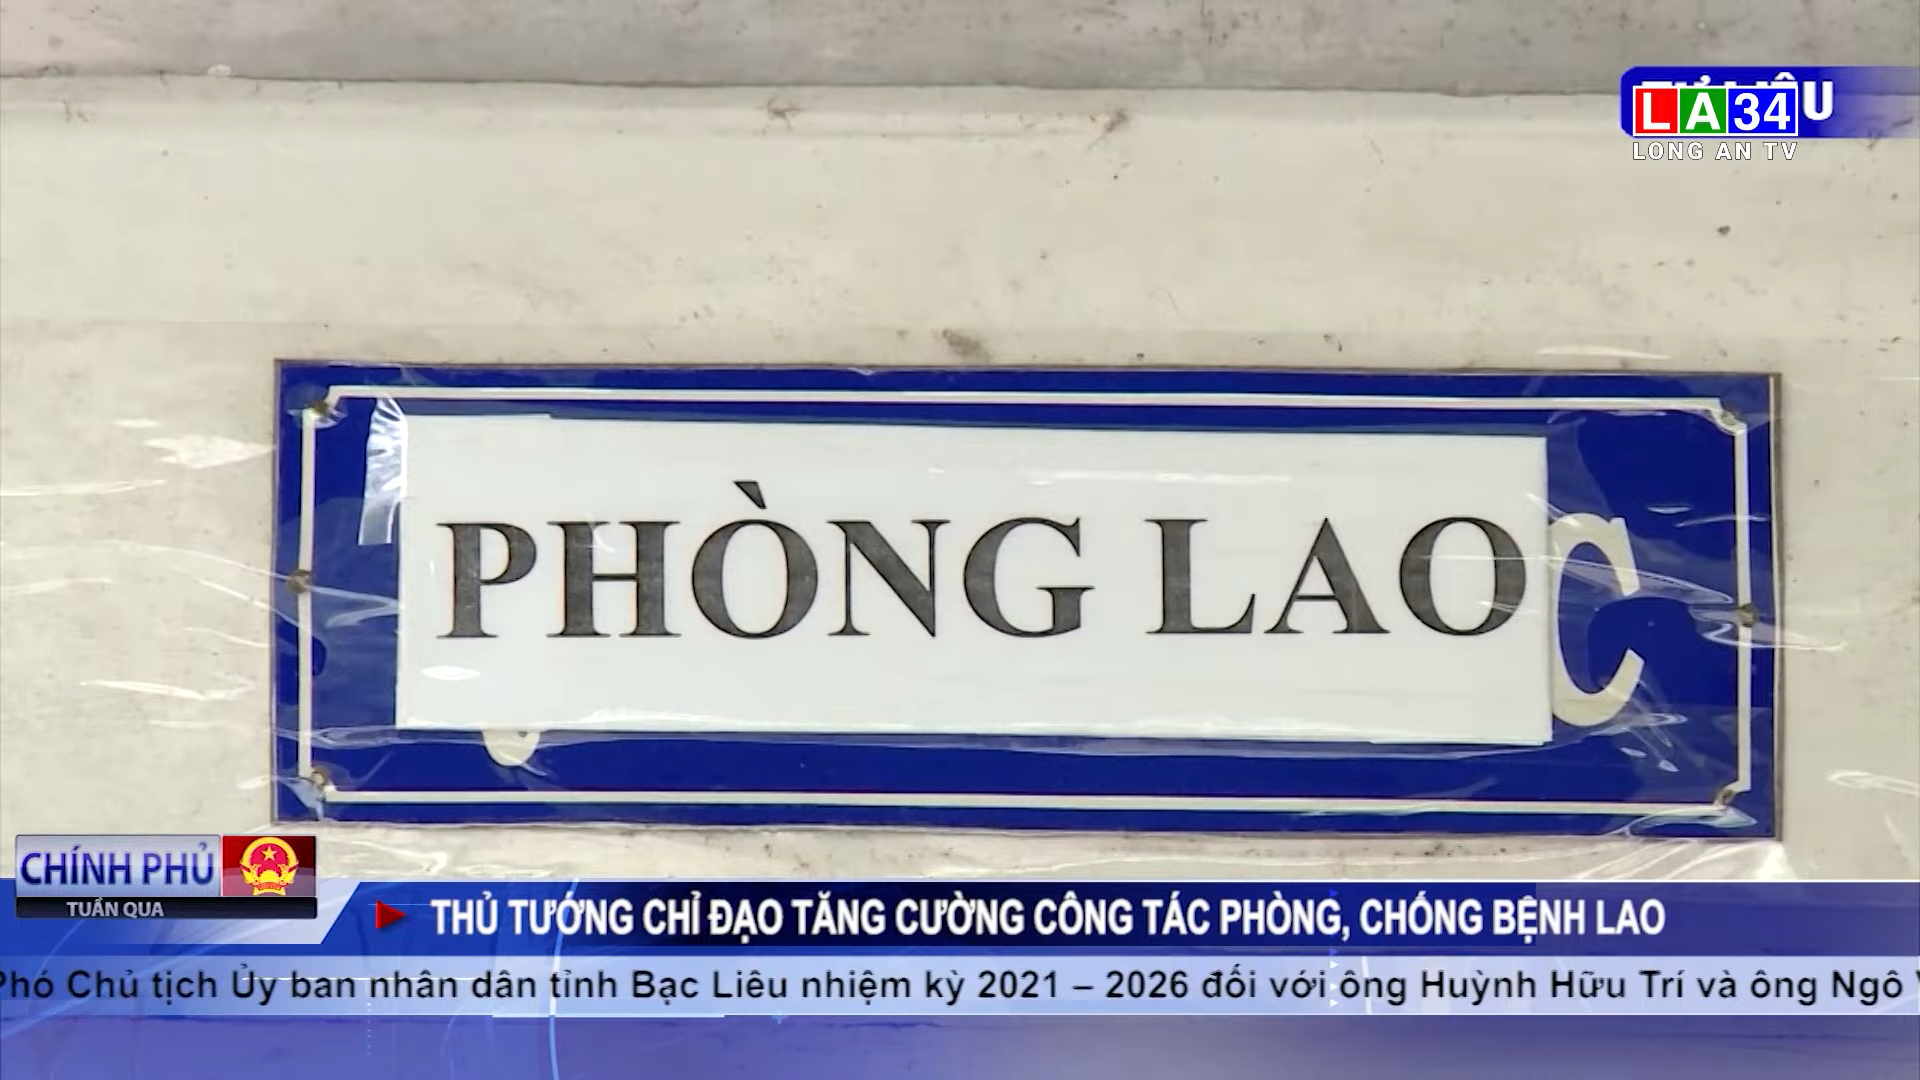 LA34
LONG AN TV
PHÒNG LAO
C
CHÍNH PHỦ
TUẦN QUA
THỦ TƯỚNG CHỈ ĐẠO TĂNG CƯỜNG CÔNG TÁC PHÒNG, CHỐNG BỆNH LAO
Phó Chủ tịch Ủy ban nhân dân tỉnh Bạc Liêu nhiệm kỳ 2021 – 2026 đối với ông Huỳnh Hữu Trí và ông Ngô